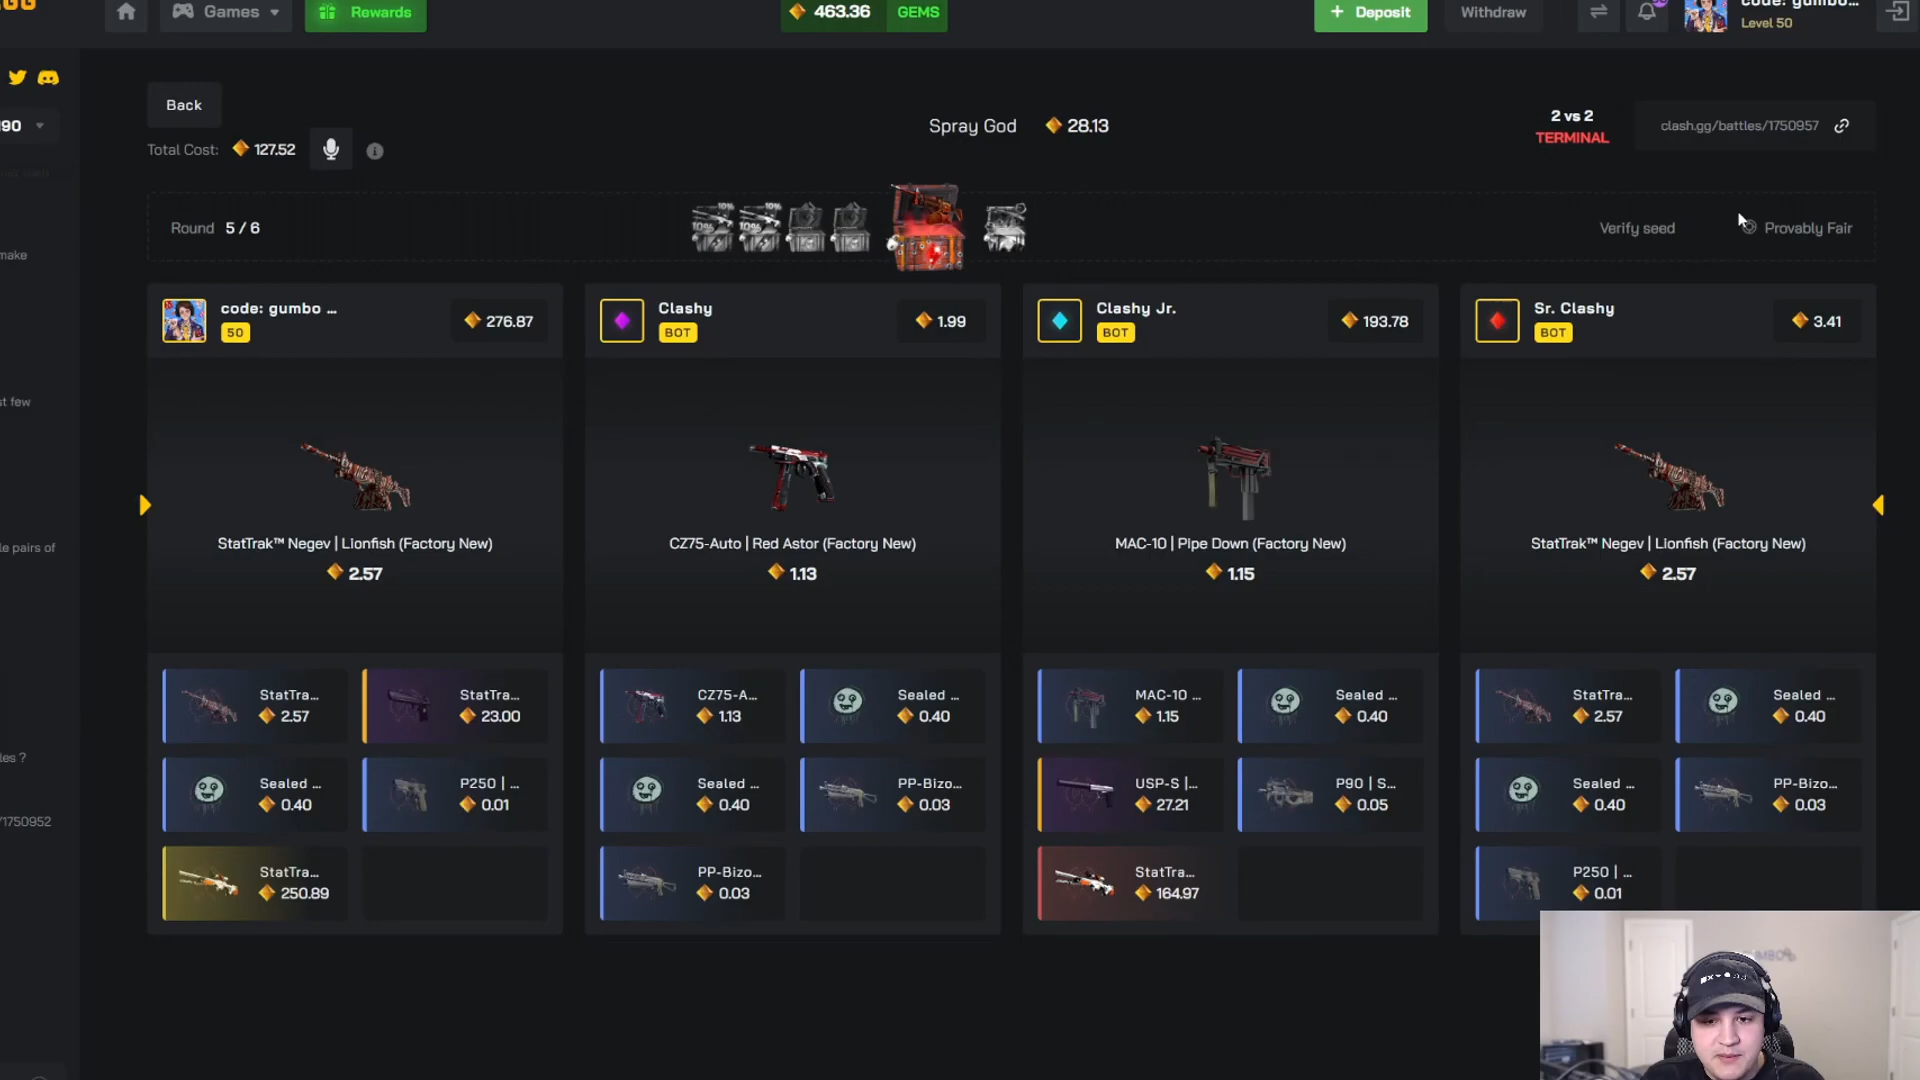 Games
Rewards
463.36 GEMS
+ Deposit
Withdraw
Level 50
Back
Total Cost: 127.52
Spray God 28.13
2 vs 2
TERMINAL
clash.gg/battles/1750957
Round 5 / 6
10%
10%
10%
Verify seed
Provably Fair
code: gumbo ...
50
276.87
Clashy
BOT
1.99
Clashy Jr.
BOT
193.78
Sr. Clashy
BOT
3.41
StatTrak™ Negev | Lionfish (Factory New)
2.57
CZ75-Auto | Red Astor (Factory New)
1.13
MAC-10 | Pipe Down (Factory New)
1.15
StatTrak™ Negev | Lionfish (Factory New)
2.57
StatTra...
2.57
StatTra...
23.00
Sealed ...
0.40
P250 | ...
0.01
StatTra...
250.89
CZ75-A...
1.13
Sealed ...
0.40
Sealed ...
0.40
PP-Bizo...
0.03
PP-Bizo...
0.03
MAC-10 ...
1.15
Sealed ...
0.40
USP-S |...
27.21
P90 | S...
0.05
StatTra...
164.97
StatTra...
2.57
Sealed ...
0.40
Sealed ...
0.40
PP-Bizo...
0.03
P250 | ...
0.01
make
st few
le pairs of
les ?
/1750952